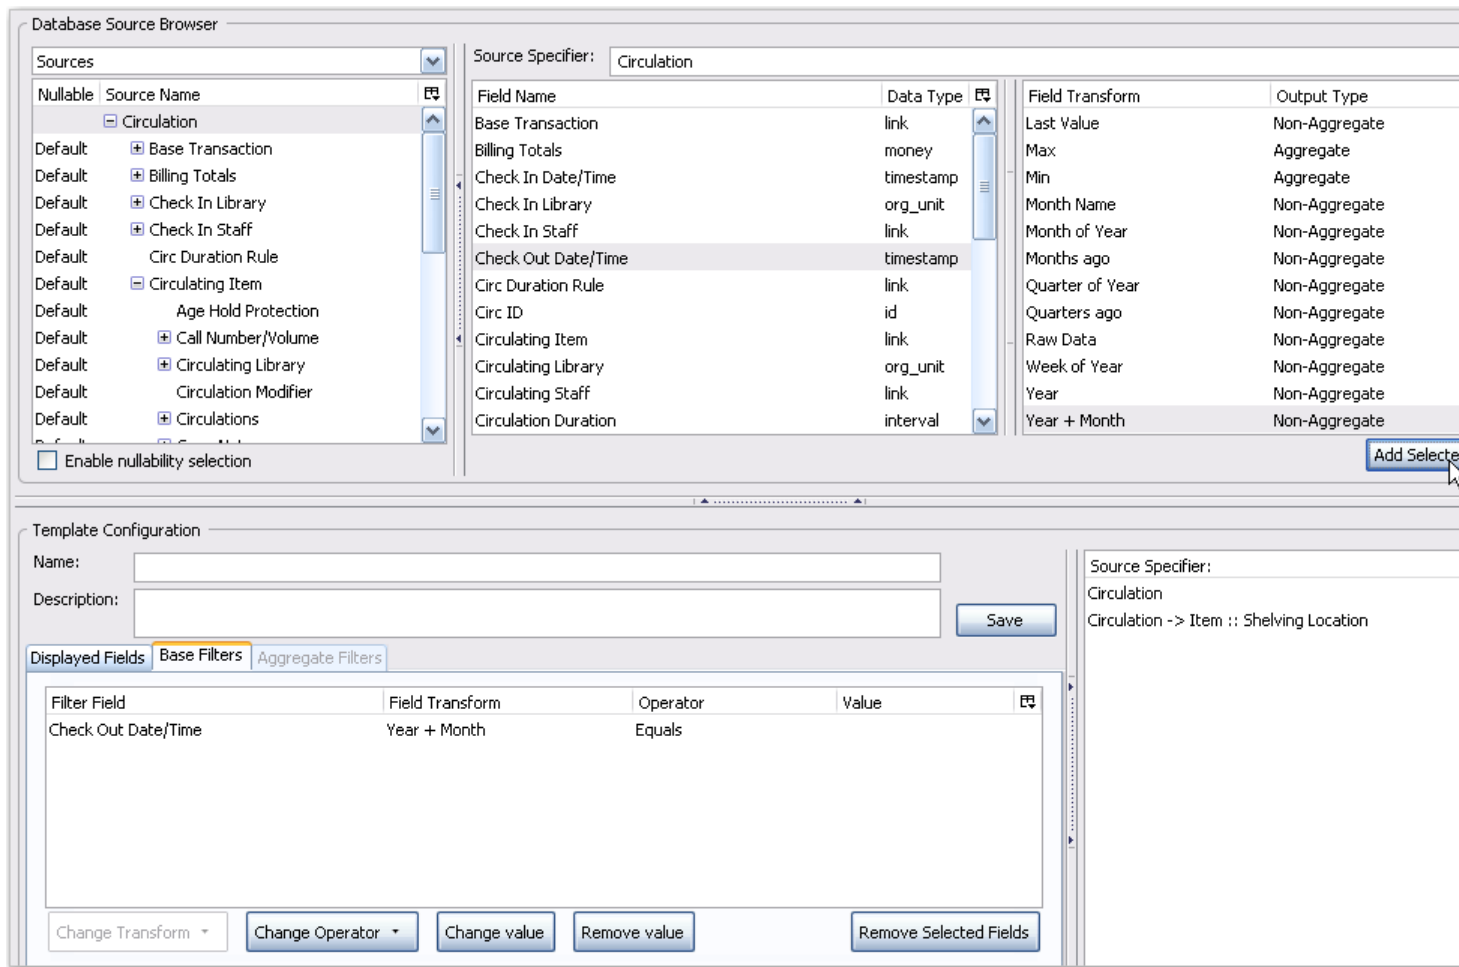 Database Source Browser
Sources
Source Specifier: Circulation
Nullable Source Name
Circulation
Default Base Transaction
Default Billing Totals
Default Check In Library
Default Check In Staff
Default Circ Duration Rule
Default Circulating Item
Default Age Hold Protection
Default Call Number/Volume
Default Circulating Library
Default Circulation Modifier
Default Circulations
Enable nullability selection
Field Name Data Type
Base Transaction link
Billing Totals money
Check In Date/Time timestamp
Check In Library org_unit
Check In Staff link
Check Out Date/Time timestamp
Circ Duration Rule link
Circ ID id
Circulating Item link
Circulating Library org_unit
Circulating Staff link
Circulation Duration interval
Field Transform Output Type
Last Value Non-Aggregate
Max Aggregate
Min Aggregate
Month Name Non-Aggregate
Month of Year Non-Aggregate
Months ago Non-Aggregate
Quarter of Year Non-Aggregate
Quarters ago Non-Aggregate
Raw Data Non-Aggregate
Week of Year Non-Aggregate
Year Non-Aggregate
Year + Month Non-Aggregate
Add Selecte
Template Configuration
Name:
Description:
Save
Displayed Fields Base Filters Aggregate Filters
Filter Field Field Transform Operator Value
Check Out Date/Time Year + Month Equals
Change Transform Change Operator Change value Remove value Remove Selected Fields
Source Specifier:
Circulation
Circulation -> Item :: Shelving Location